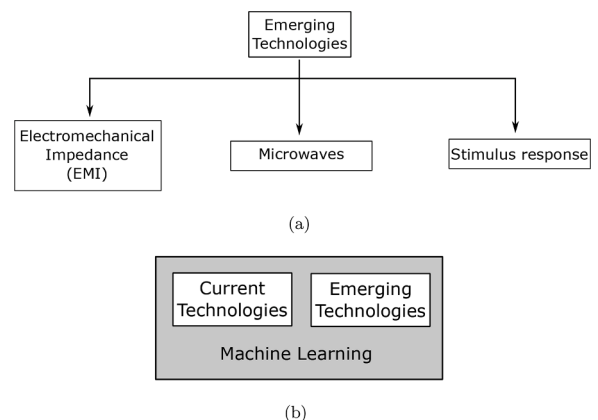 Emerging
Technologies
Electromechanical
Impedance
(EMI)
Microwaves
Stimulus response
(a)
Current
Technologies
Emerging
Technologies
Machine Learning
(b)